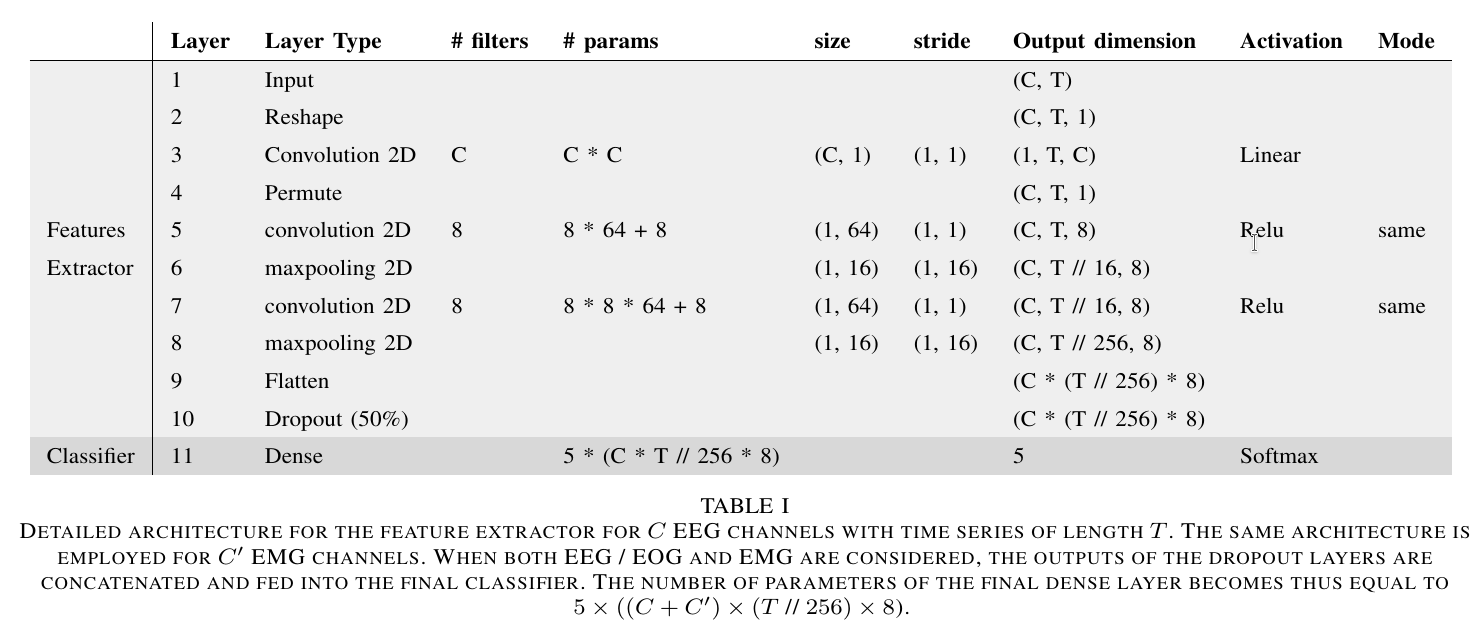 Layer Layer Type # filters # params size stride Output dimension Activation Mode
1 Input (C, T)
2 Reshape (C, T, 1)
3 Convolution 2D C C * C (C, 1) (1, 1) (1, T, C) Linear
4 Permute (C, T, 1)
Features 5 convolution 2D 8 8 * 64 + 8 (1, 64) (1, 1) (C, T, 8) Relu same
Extractor 6 maxpooling 2D (1, 16) (1, 16) (C, T // 16, 8)
7 convolution 2D 8 8 * 8 * 64 + 8 (1, 64) (1, 1) (C, T // 16, 8) Relu same
8 maxpooling 2D (1, 16) (1, 16) (C, T // 256, 8)
9 Flatten (C * (T // 256) * 8)
10 Dropout (50%) (C * (T // 256) * 8)
Classifier 11 Dense 5 * (C * T // 256 * 8) 5 Softmax
TABLE I
DETAILED ARCHITECTURE FOR THE FEATURE EXTRACTOR FOR C EEG CHANNELS WITH TIME SERIES OF LENGTH T. THE SAME ARCHITECTURE IS
EMPLOYED FOR C′ EMG CHANNELS. WHEN BOTH EEG / EOG AND EMG ARE CONSIDERED, THE OUTPUTS OF THE DROPOUT LAYERS ARE
CONCATENATED AND FED INTO THE FINAL CLASSIFIER. THE NUMBER OF PARAMETERS OF THE FINAL DENSE LAYER BECOMES THUS EQUAL TO
5 × ((C + C′) × (T // 256) × 8).